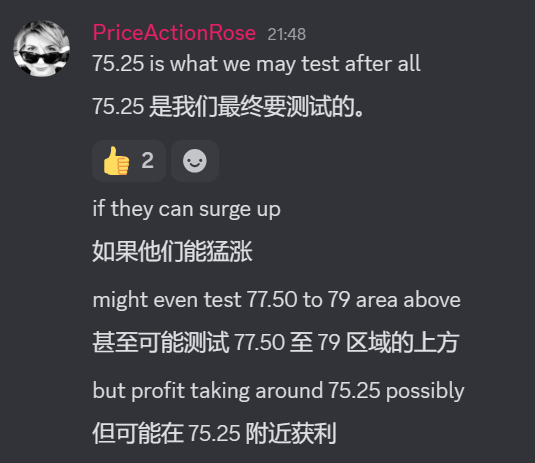 PriceActionRose 21:48
75.25 is what we may test after all
75.25 是我们最终要测试的。
2
if they can surge up
如果他们能猛涨
might even test 77.50 to 79 area above
甚至可能测试 77.50 至 79 区域的上方
but profit taking around 75.25 possibly
但可能在 75.25 附近获利